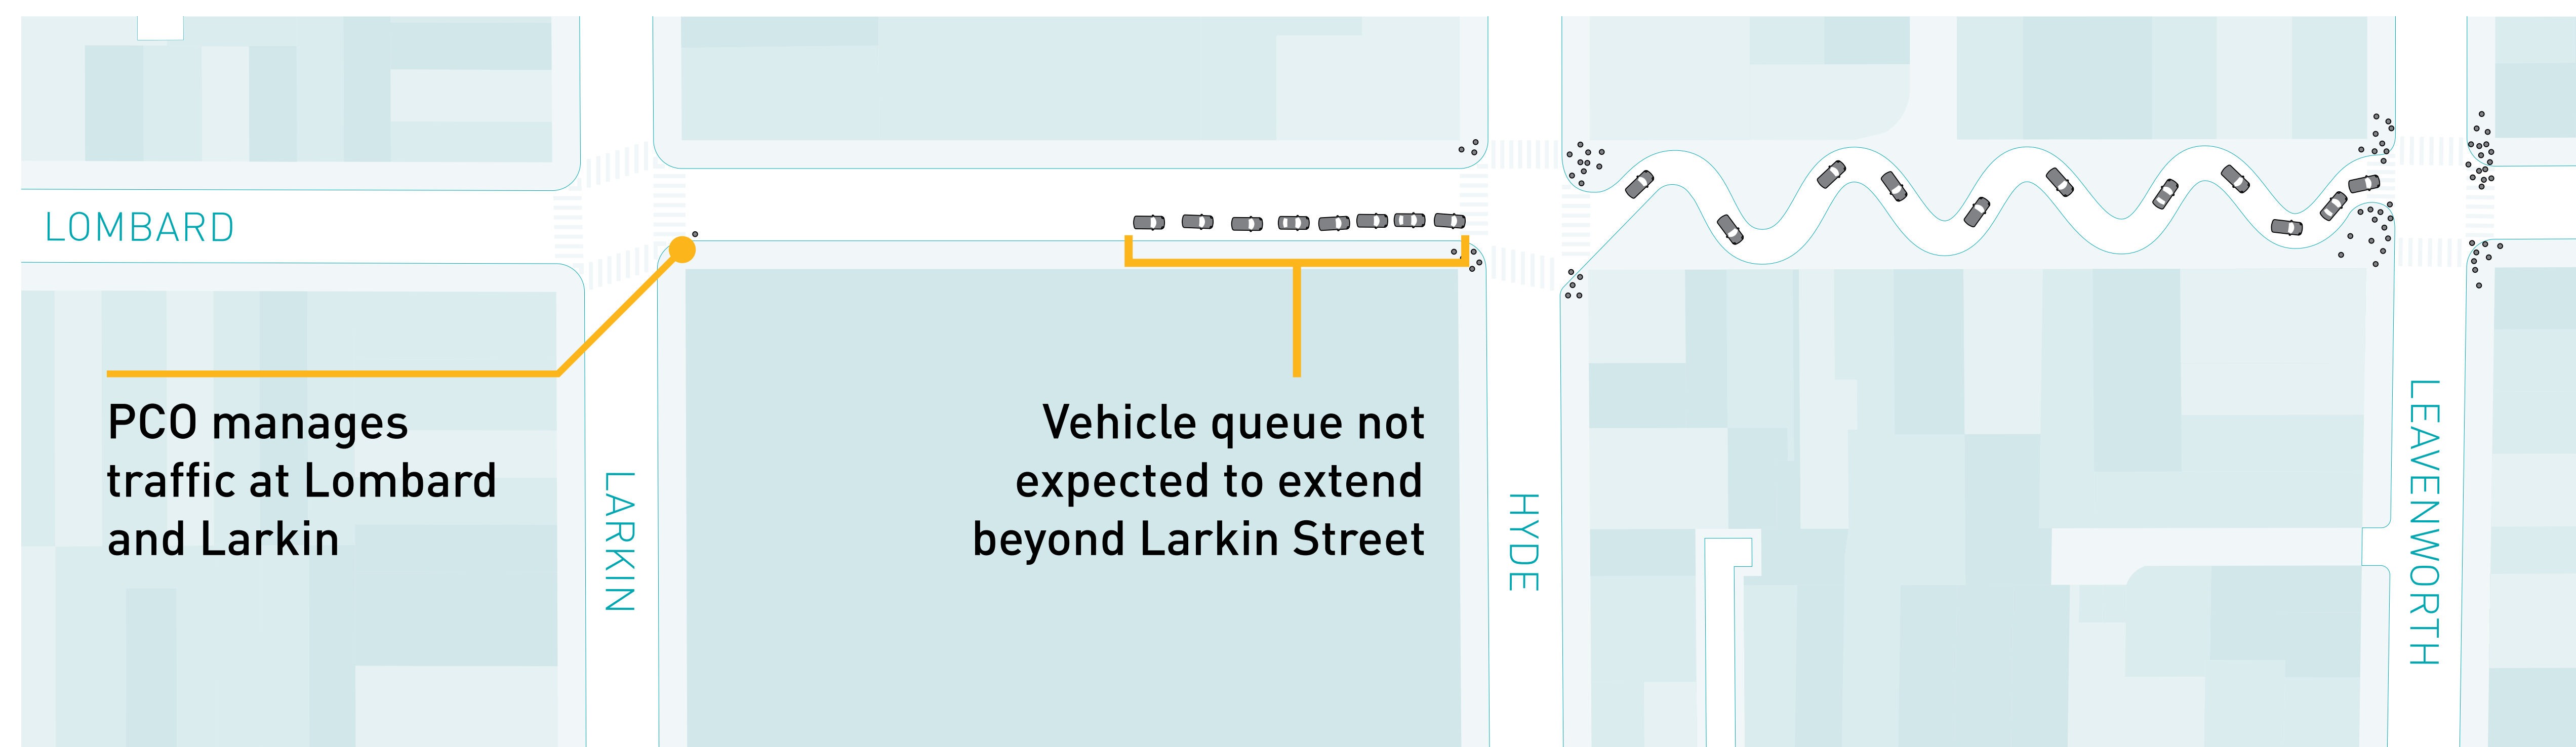 LOMBARD
PCO manages
traffic at Lombard
and Larkin
LARKIN
Vehicle queue not
expected to extend
beyond Larkin Street
HYDE
LEAVENWORTH